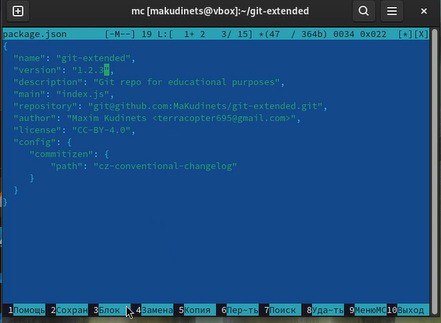 mc [makudinets@vbox]:~/git-extended
package.json [-M--] 19 L:[ 1+ 2 3/ 15] *(47 / 364b) 0034 0x022 [*][X]
{
"name": "git-extended",
"version": "1.2.3",
"description": "Git repo for educational purposes",
"main": "index.js",
"repository": "git@github.com:MaKudinets/git-extended.git",
"author": "Maxim Kudinets <terracopter695@gmail.com>",
"license": "CC-BY-4.0",
"config": {
"commitizen": {
"path": "cz-conventional-changelog"
}
}
}
1Помощь 2Сохран 3Блок 4Замена 5Копия 6Пер~ть 7Поиск 8Уда~ть 9МенюMC 10Выход